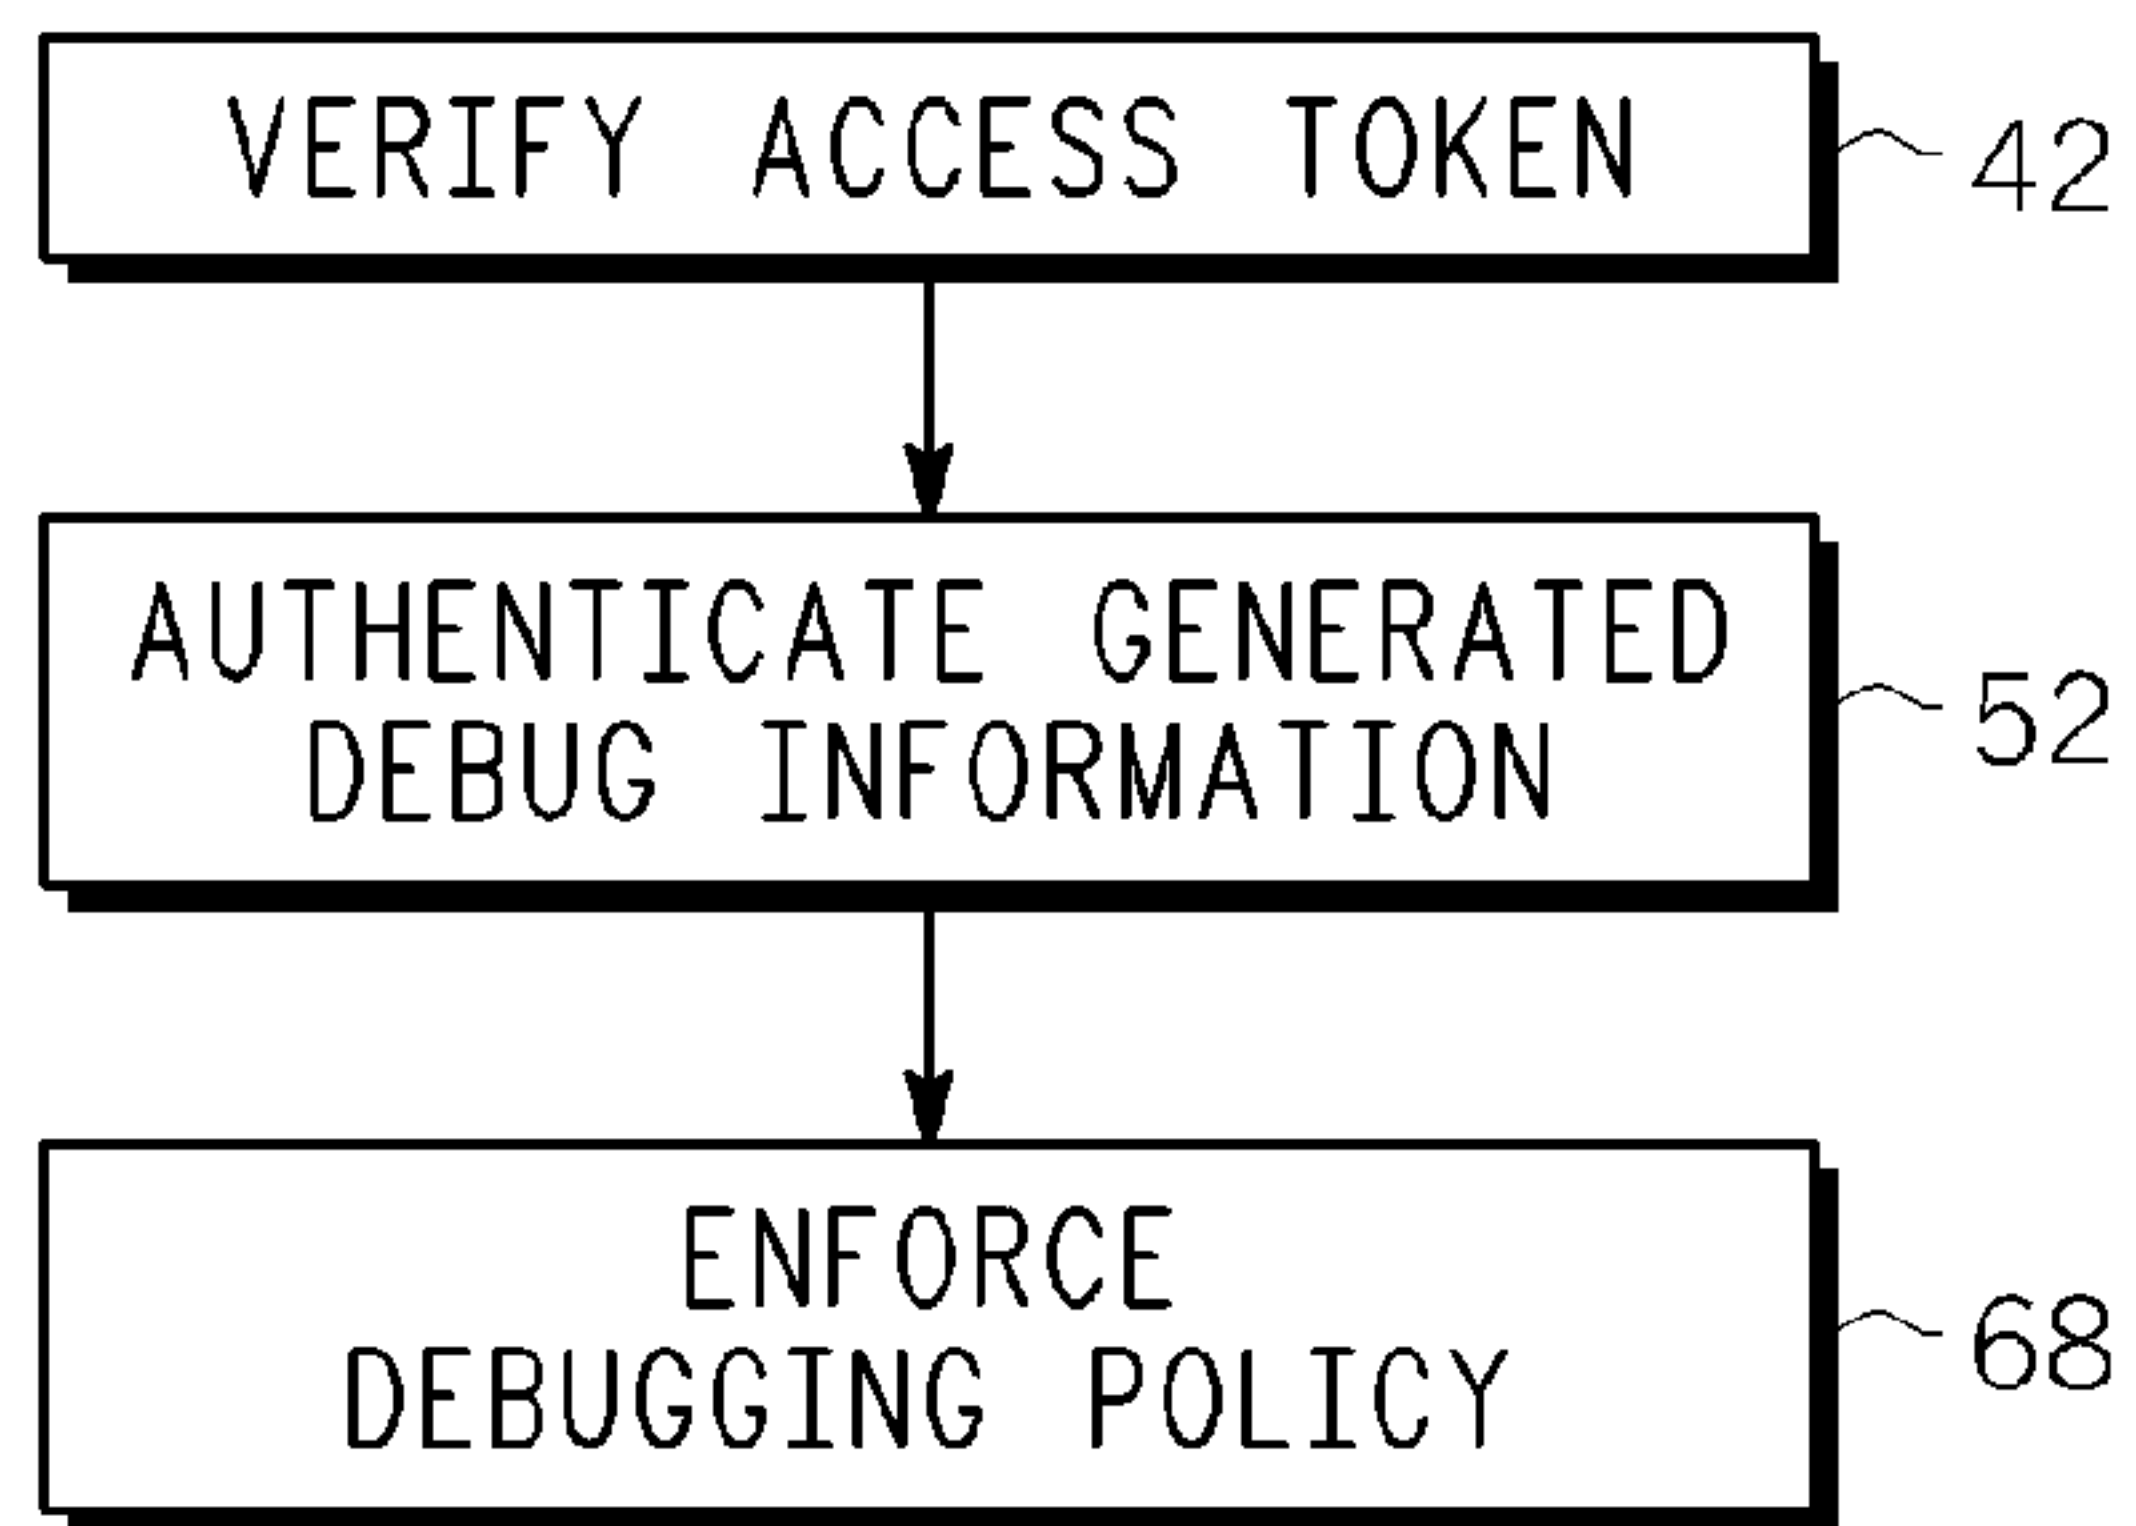 VERIFY ACCESS TOKEN
42
AUTHENTICATE GENERATED
DEBUG INFORMATION
52
ENFORCE
DEBUGGING POLICY
68